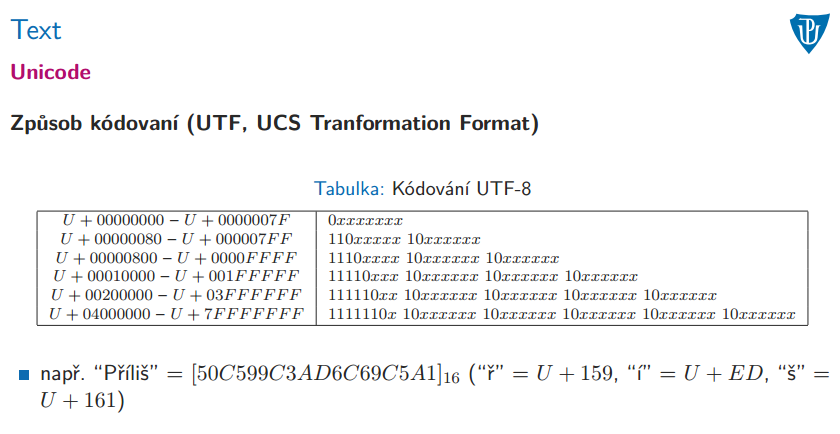 Text
Unicode
Způsob kódovaní (UTF, UCS Tranformation Format)
Tabulka: Kódování UTF-8
U + 00000000 – U + 0000007F 0xxxxxxx
U + 00000080 – U + 000007FF 110xxxxx 10xxxxxx
U + 00000800 – U + 0000FFFF 1110xxxx 10xxxxxx 10xxxxxx
U + 00010000 – U + 001FFFFF 11110xxx 10xxxxxx 10xxxxxx 10xxxxxx
U + 00200000 – U + 03FFFFFF 111110xx 10xxxxxx 10xxxxxx 10xxxxxx 10xxxxxx
U + 04000000 – U + 7FFFFFFF 1111110x 10xxxxxx 10xxxxxx 10xxxxxx 10xxxxxx 10xxxxxx
např. “Příliš” = [50C599C3AD6C69C5A1]16 (“ř” = U + 159, “í” = U + ED, “š” =
U + 161)